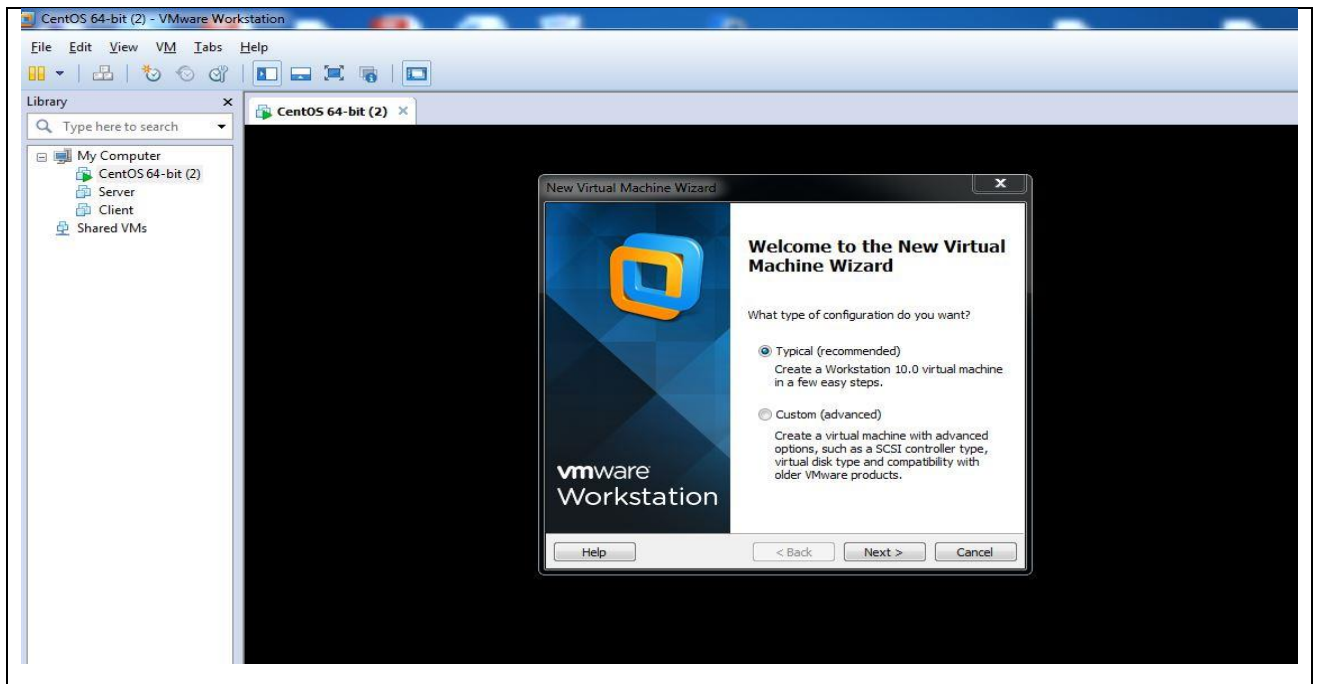 CentOS 64-bit (2) - VMware Workstation
File Edit View VM Tabs Help
Library
Type here to search
My Computer
CentOS 64-bit (2)
Server
Client
Shared VMs
CentOS 64-bit (2)
New Virtual Machine Wizard
Welcome to the New Virtual
Machine Wizard
What type of configuration do you want?
Typical (recommended)
Create a Workstation 10.0 virtual machine
in a few easy steps.
Custom (advanced)
Create a virtual machine with advanced
options, such as a SCSI controller type,
virtual disk type and compatibility with
older VMware products.
vmware
Workstation
Help < Back Next > Cancel